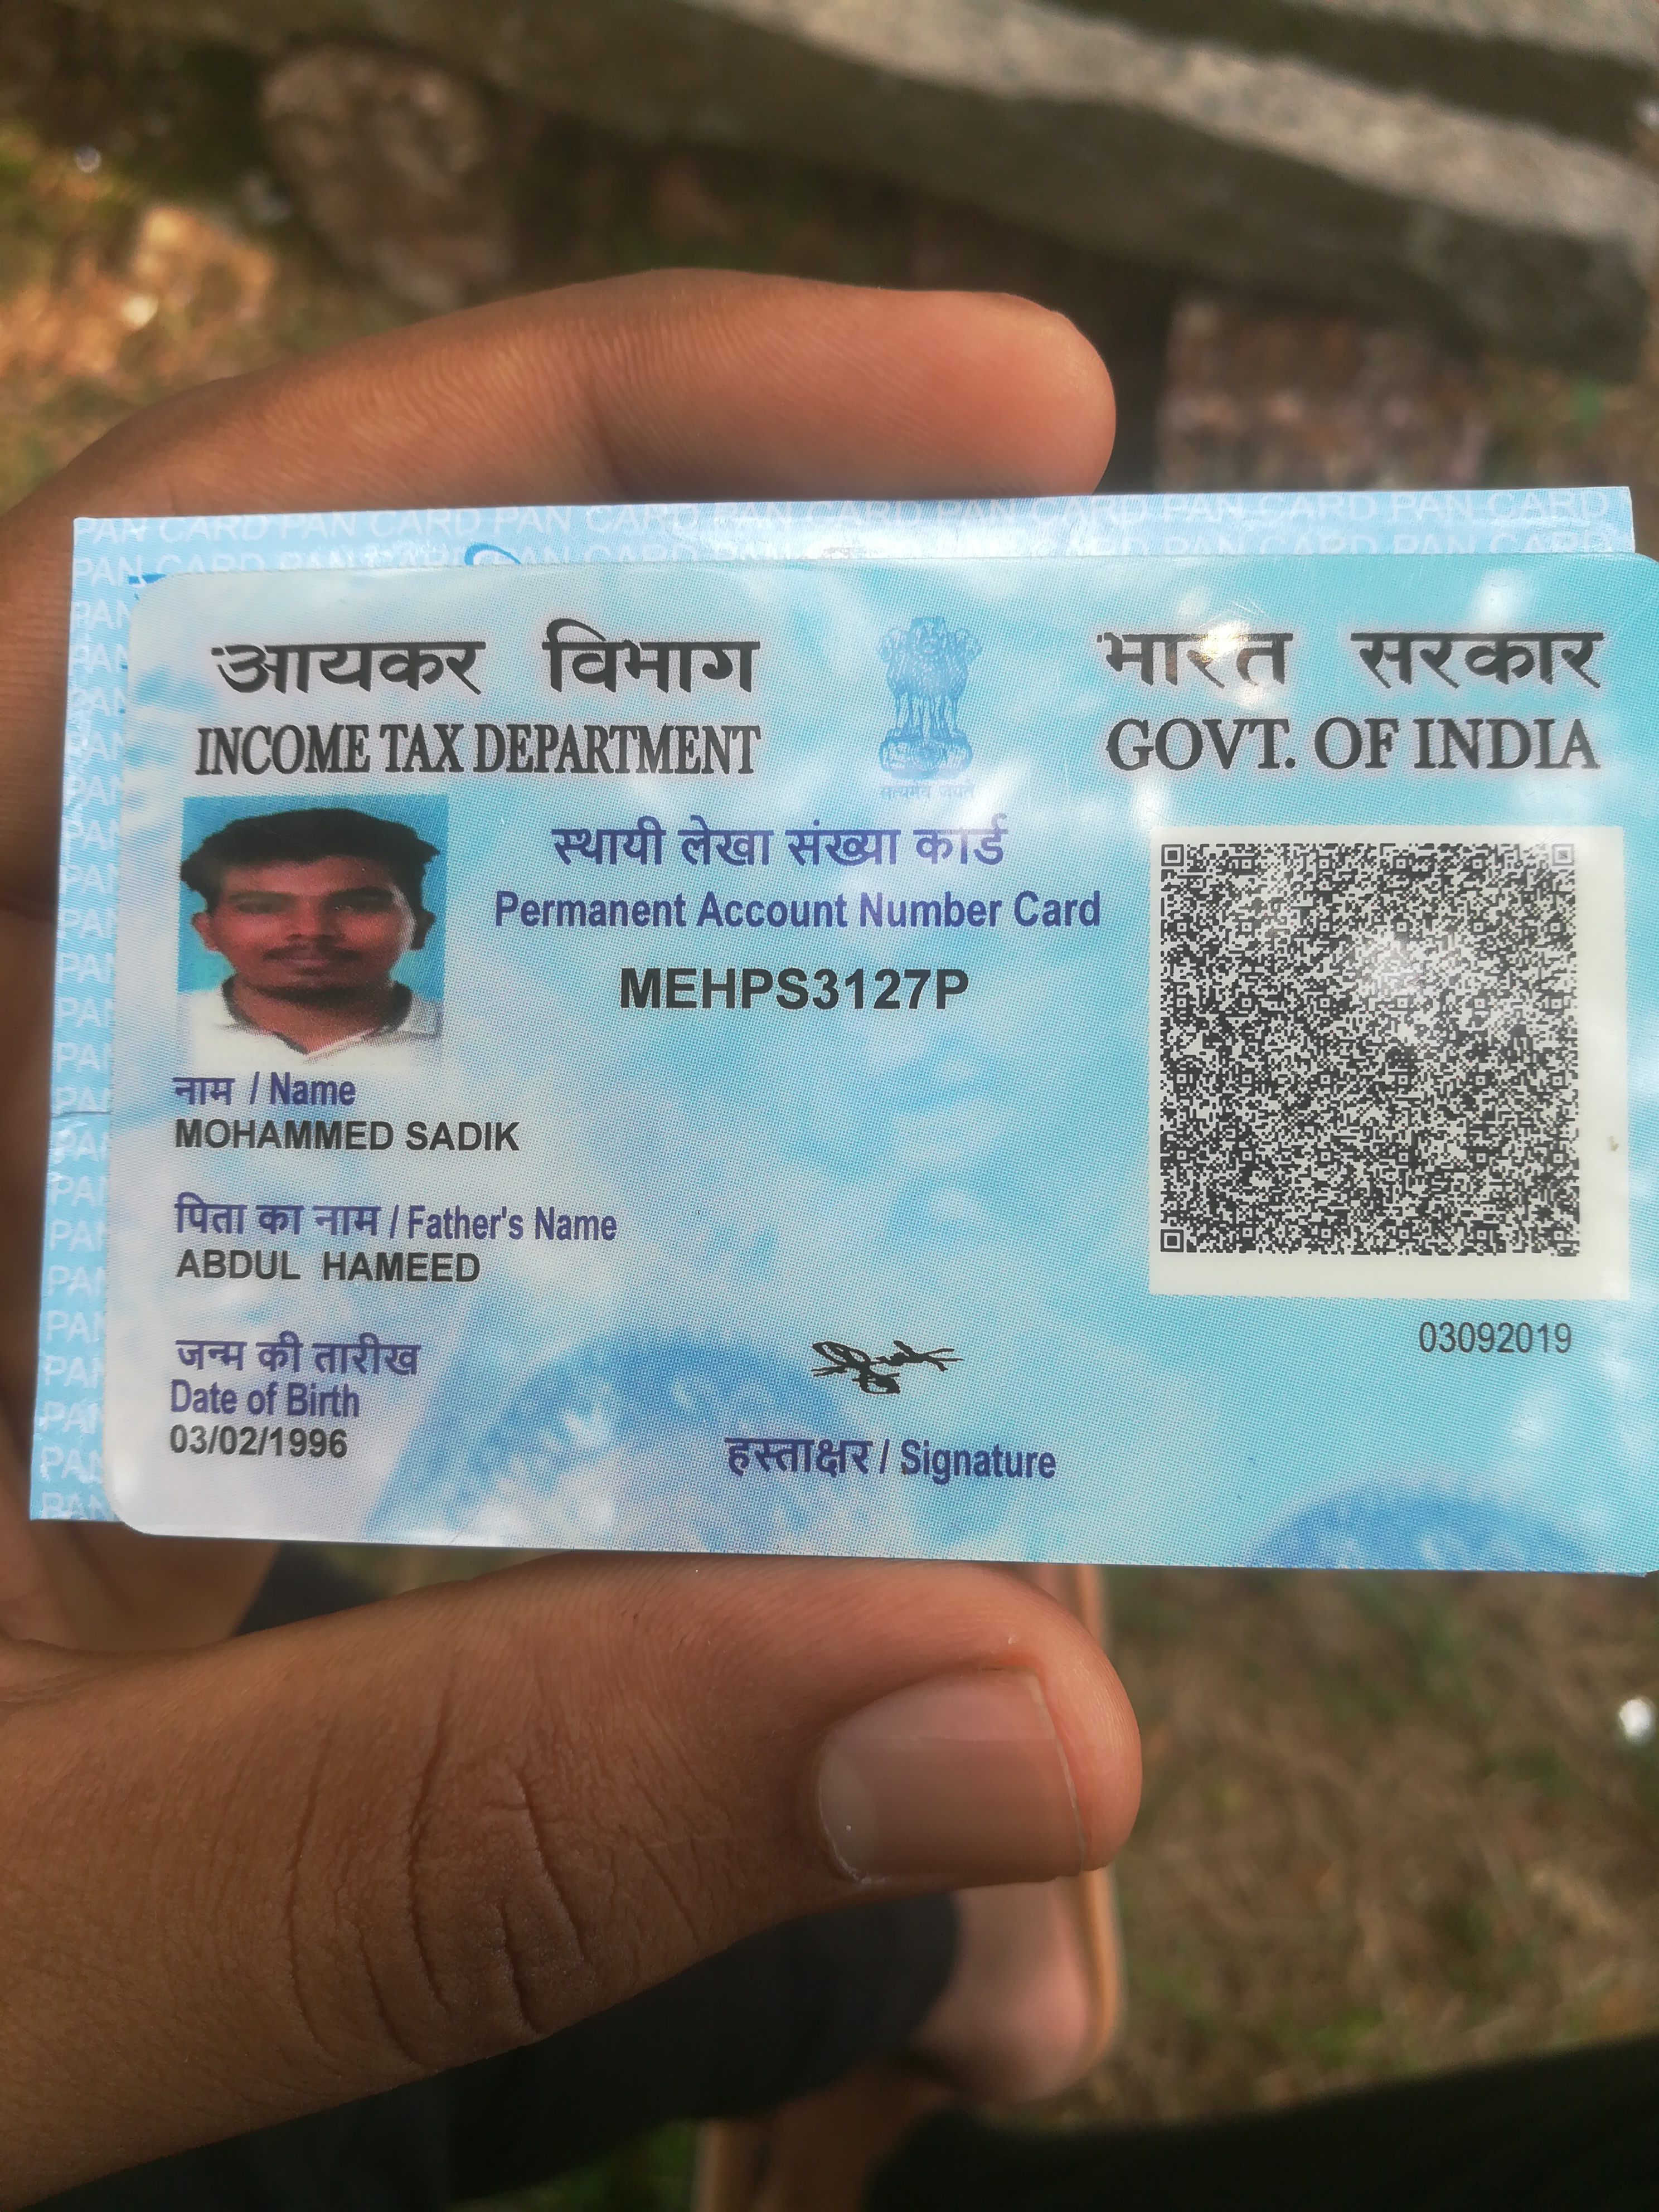 PAN CARD PAN CARD PAN CARD PAN CARD PAN CARD PAN CARD PAN CARD
आयकर विभाग
भारत सरकार
INCOME TAX DEPARTMENT
GOVT. OF INDIA
सत्यमेव जयते
स्थायी लेखा संख्या कार्ड
Permanent Account Number Card
MEHPS3127P
नाम / Name
MOHAMMED SADIK
पिता का नाम / Father's Name
ABDUL HAMEED
03092019
जन्म की तारीख
Date of Birth
03/02/1996
हस्ताक्षर / Signature